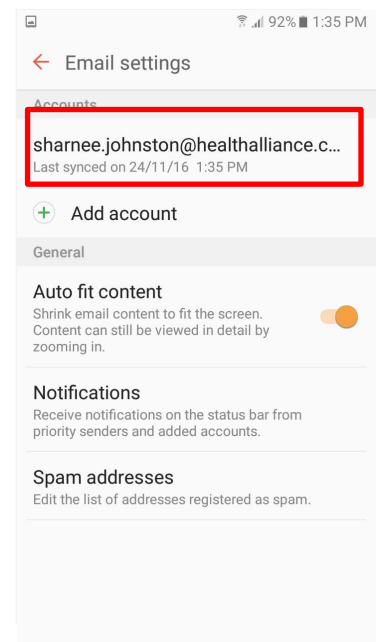 92% 1:35 PM
Email settings
Accounts
sharnee.johnston@healthalliance.c...
Last synced on 24/11/16 1:35 PM
Add account
General
Auto fit content
Shrink email content to fit the screen.
Content can still be viewed in detail by
zooming in.
Notifications
Receive notifications on the status bar from
priority senders and added accounts.
Spam addresses
Edit the list of addresses registered as spam.